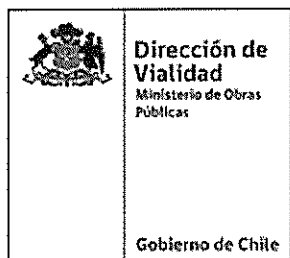 Dirección de
Vialidad
Ministerio de Obras
Públicas
Gobierno de Chile